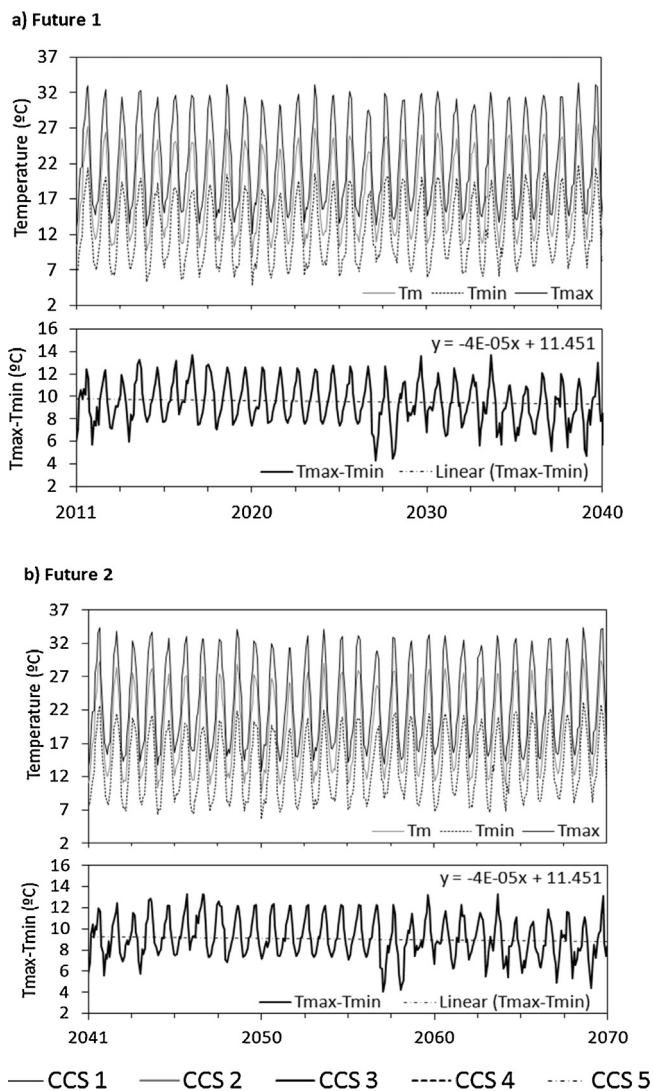 a) Future 1
37
32
27
22
17
12
7
2
Temperature (ºC)
Tm Tmin Tmax
16
14
12
10
8
6
4
2
Tmax-Tmin (ºC)
y = -4E-05x + 11.451
Tmax-Tmin Linear (Tmax-Tmin)
2011 2020 2030 2040
b) Future 2
37
32
27
22
17
12
7
2
Temperature (ºC)
Tm Tmin Tmax
16
14
12
10
8
6
4
2
Tmax-Tmin (ºC)
y = -4E-05x + 11.451
Tmax-Tmin Linear (Tmax-Tmin)
2041 2050 2060 2070
CCS 1 CCS 2 CCS 3 CCS 4 CCS 5